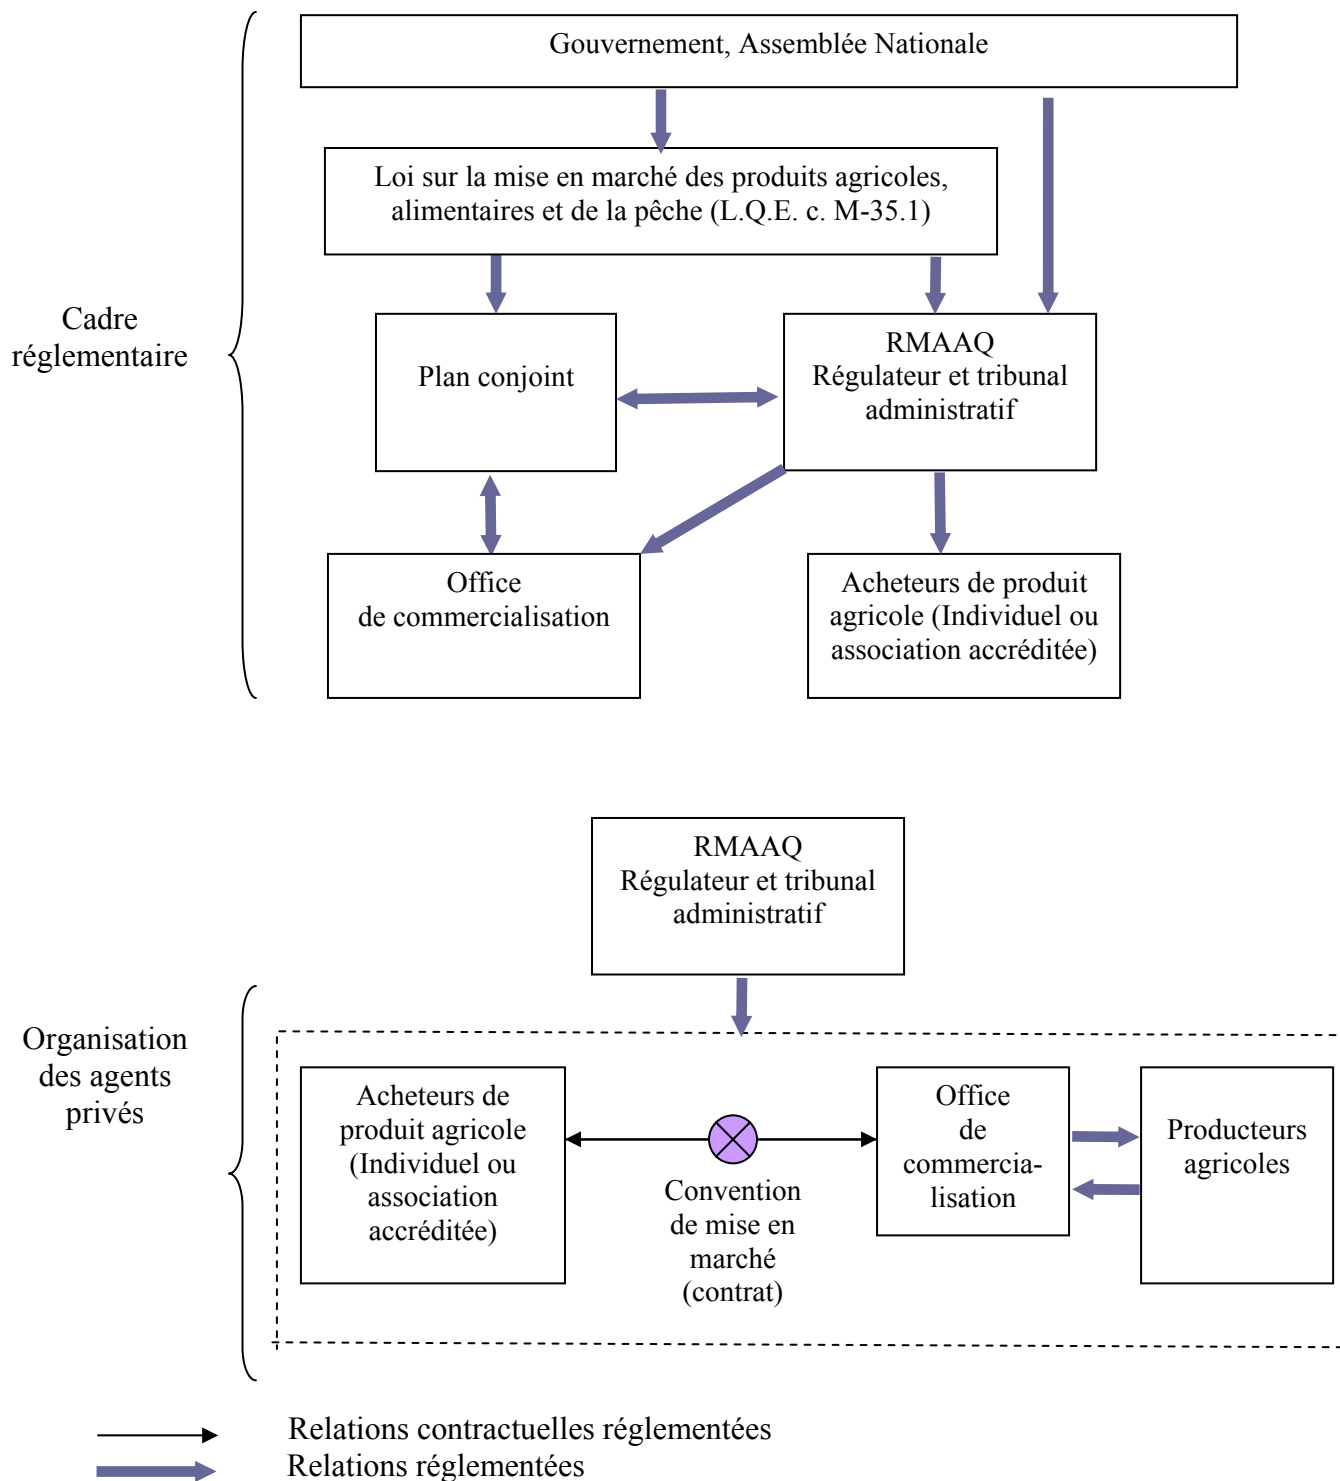 Gouvernement, Assemblée Nationale
Loi sur la mise en marché des produits agricoles,
alimentaires et de la pêche (L.Q.E. c. M-35.1)
Cadre
réglementaire
Plan conjoint
RMAAQ
Régulateur et tribunal
administratif
Office
de commercialisation
Acheteurs de produit
agricole (Individuel ou
association accréditée)
RMAAQ
Régulateur et tribunal
administratif
Organisation
des agents
privés
Acheteurs de
produit agricole
(Individuel ou
association
accréditée)
Convention
de mise en
marché
(contrat)
Office
de
commercia-
lisation
Producteurs
agricoles
Relations contractuelles réglementées
Relations réglementées